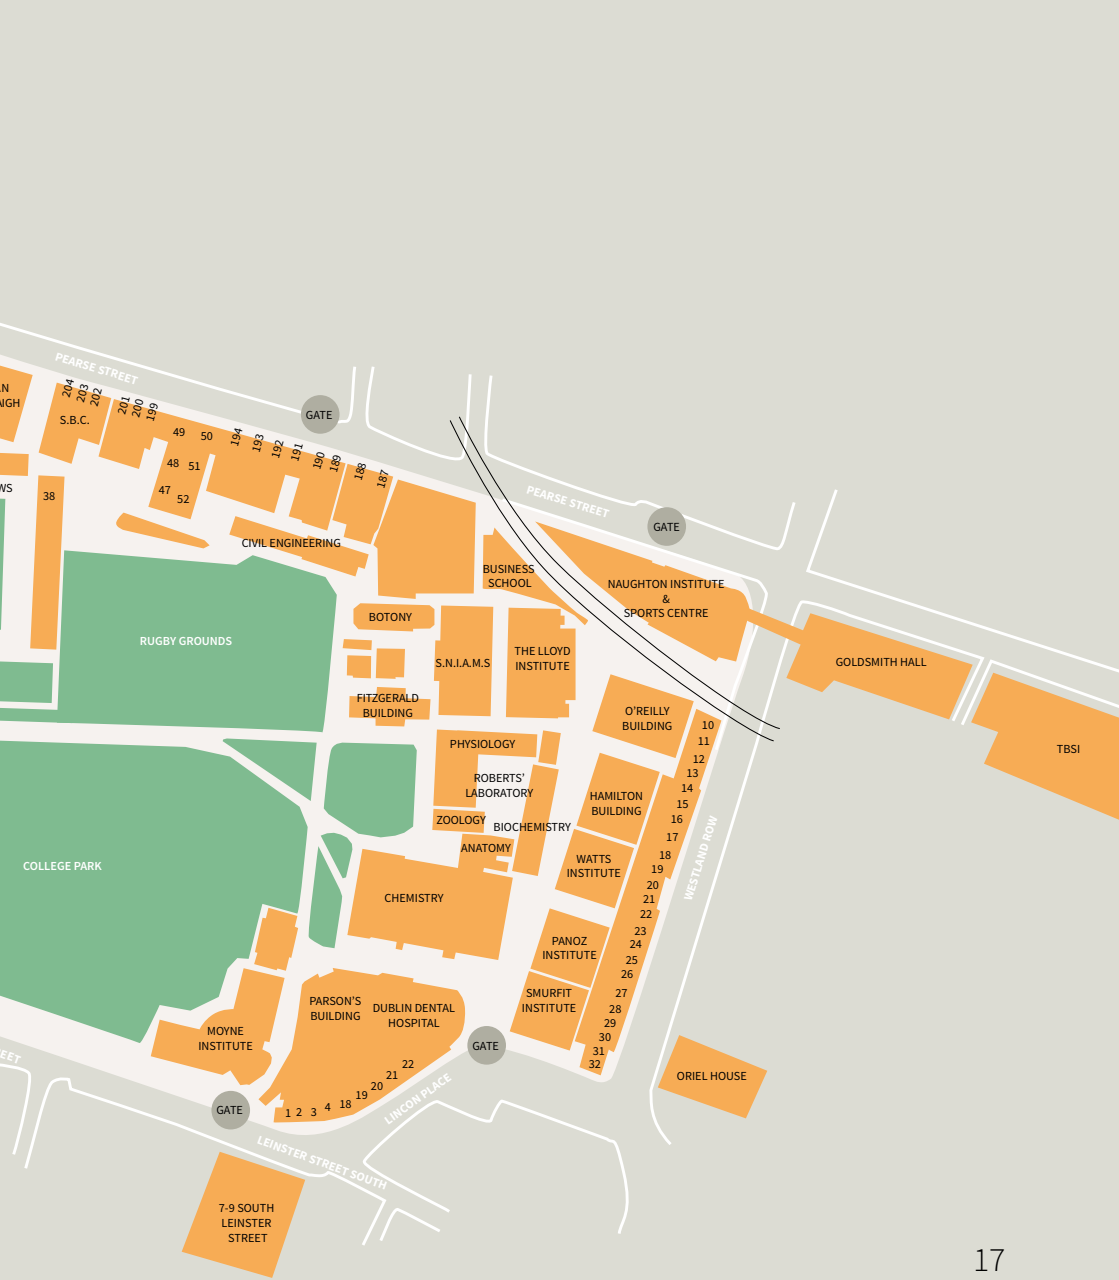 PEARSE STREET
204
203
202
201
200
199
S.B.C.
49
50
48
51
47
52
194
193
192
191
190
189
188
187
GATE
38
CIVIL ENGINEERING
PEARSE STREET
GATE
BUSINESS
SCHOOL
NAUGHTON INSTITUTE
&
SPORTS CENTRE
BOTONY
RUGBY GROUNDS
S.N.I.A.M.S
THE LLOYD
INSTITUTE
GOLDSMITH HALL
FITZGERALD
BUILDING
O'REILLY
BUILDING
TBSI
PHYSIOLOGY
ROBERTS'
LABORATORY
HAMILTON
BUILDING
ZOOLOGY
BIOCHEMISTRY
ANATOMY
WATTS
INSTITUTE
COLLEGE PARK
CHEMISTRY
PANOZ
INSTITUTE
SMURFIT
INSTITUTE
10
11
12
13
14
15
16
17
18
19
20
21
22
23
24
25
26
27
28
29
30
31
32
WESTLAND ROW
PARSON'S
BUILDING
DUBLIN DENTAL
HOSPITAL
MOYNE
INSTITUTE
GATE
ORIEL HOUSE
1
2
3
4
18
19
20
21
22
LINCON PLACE
GATE
LEINSTER STREET SOUTH
7-9 SOUTH
LEINSTER
STREET
17